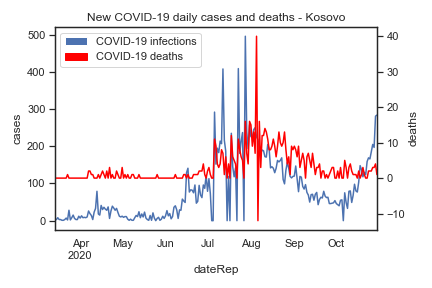 New COVID-19 daily cases and deaths - Kosovo
COVID-19 infections
COVID-19 deaths
500
400
300
200
100
0
cases
40
30
20
10
0
−10
deaths
Apr
2020
May
Jun
Jul
Aug
Sep
Oct
dateRep